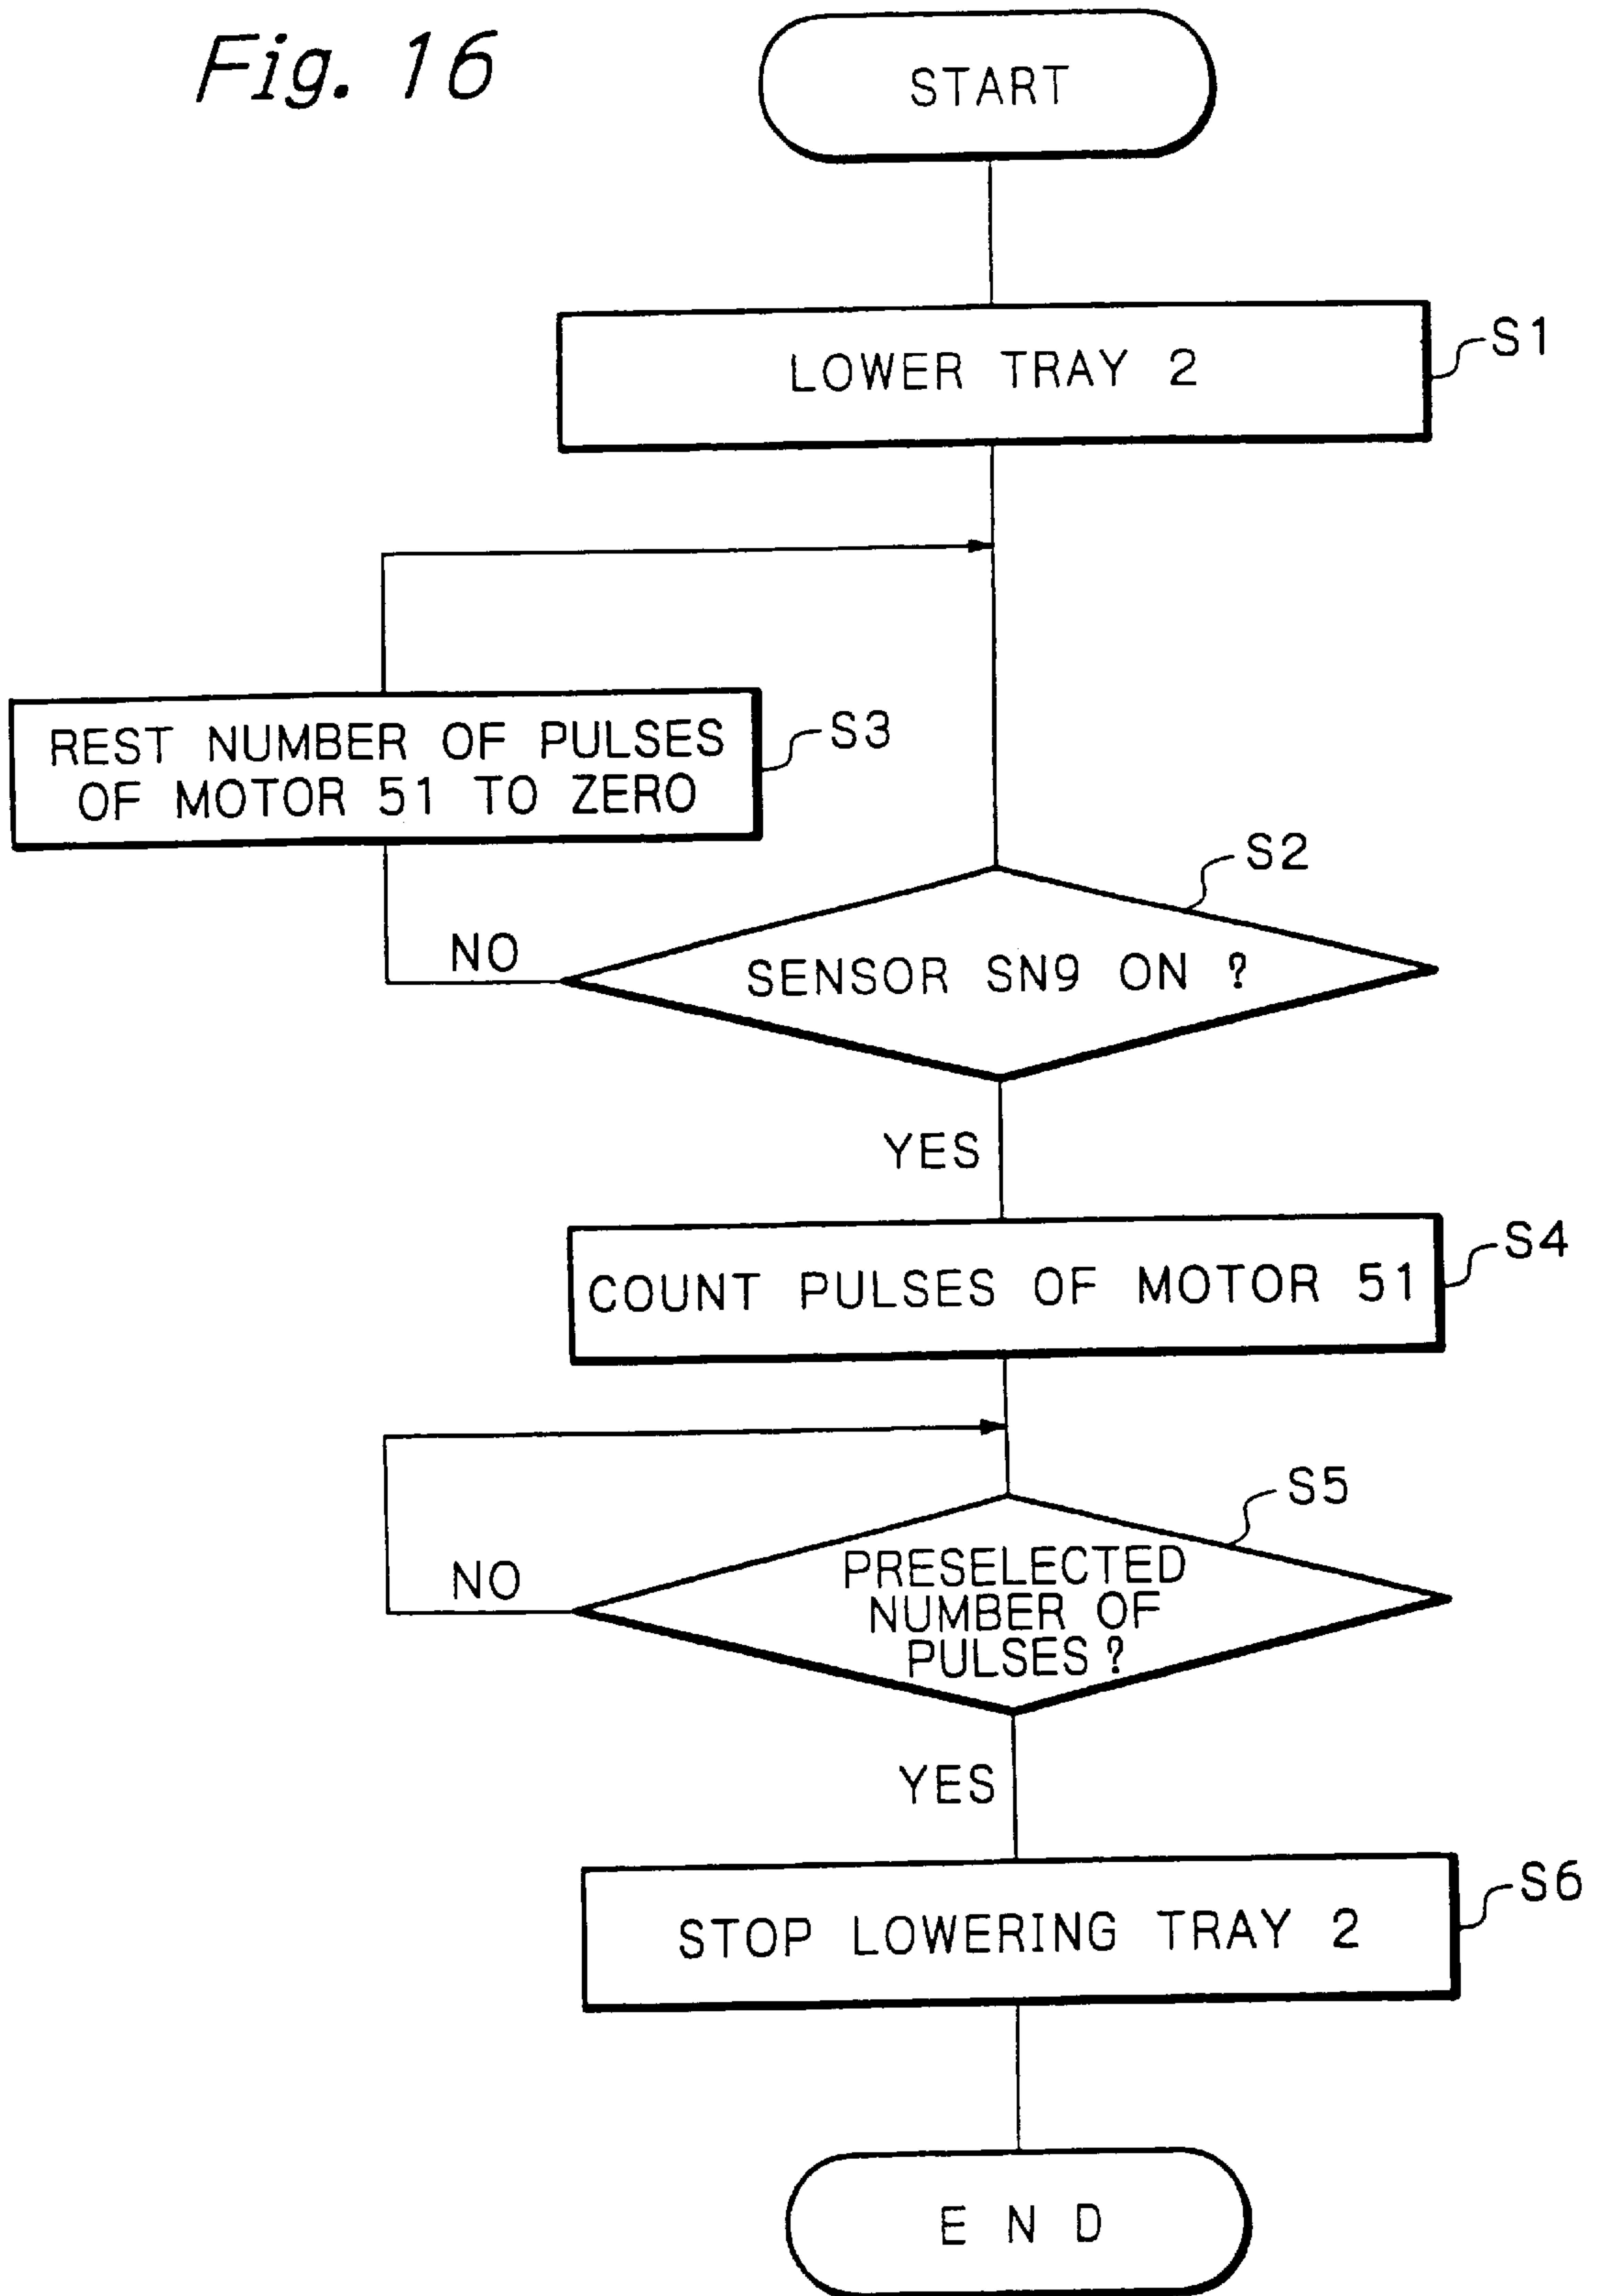 Fig. 16
START
LOWER TRAY 2
S1
REST NUMBER OF PULSES
OF MOTOR 51 TO ZERO
S3
S2
NO
SENSOR SN9 ON ?
YES
COUNT PULSES OF MOTOR 51
S4
S5
NO
PRESELECTED
NUMBER OF
PULSES ?
YES
STOP LOWERING TRAY 2
S6
END